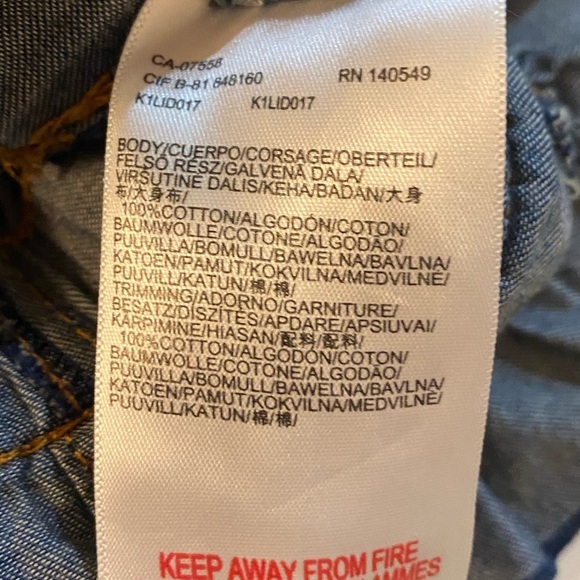 CA-07558
CIF B-81 848160 RN 140549
K1LID017 K1LID017
BODY/CUERPO/CORSAGE/OBERTEIL/
FELSŐ RÉSZ/GALVENĀ DAĻA/
VIRŠUTINĖ DALIS/KEHA/BADAN/大身
布/大身布/
100%COTTON/ALGODÓN/COTON/
BAUMWOLLE/COTONE/ALGODÃO/
PUUVILLA/BOMULL/BAWEŁNA/BAVLNA/
KATOEN/PAMUT/KOKVILNA/MEDVILNĖ/
PUUVILL/KATUN/棉/棉/
TRIMMING/ADORNO/GARNITURE/
BESATZ/DÍSZÍTÉS/APDARE/APSIUVAI/
KARPIMINE/HIASAN/配料/配料/
100%COTTON/ALGODÓN/COTON/
BAUMWOLLE/COTONE/ALGODÃO/
PUUVILLA/BOMULL/BAWEŁNA/BAVLNA/
KATOEN/PAMUT/KOKVILNA/MEDVILNĖ/
PUUVILL/KATUN/棉/棉/
KEEP AWAY FROM FIRE